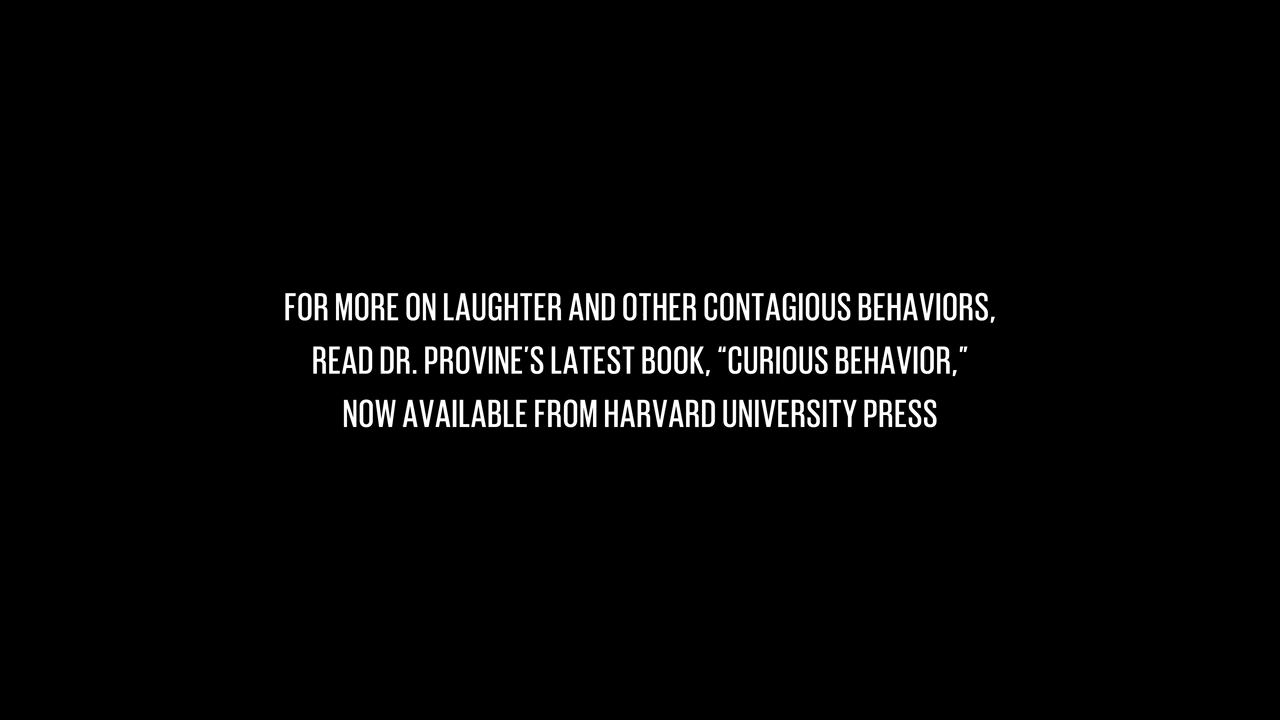 FOR MORE ON LAUGHTER AND OTHER CONTAGIOUS BEHAVIORS,
READ DR. PROVINE'S LATEST BOOK, “CURIOUS BEHAVIOR,”
NOW AVAILABLE FROM HARVARD UNIVERSITY PRESS